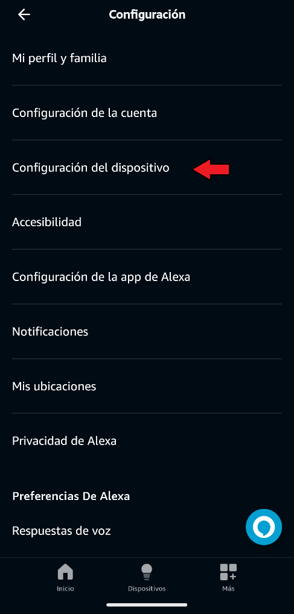 Configuración
Mi perfil y familia
Configuración de la cuenta
Configuración del dispositivo
Accesibilidad
Configuración de la app de Alexa
Notificaciones
Mis ubicaciones
Privacidad de Alexa
Preferencias De Alexa
Respuestas de voz
Inicio
Dispositivos
Más